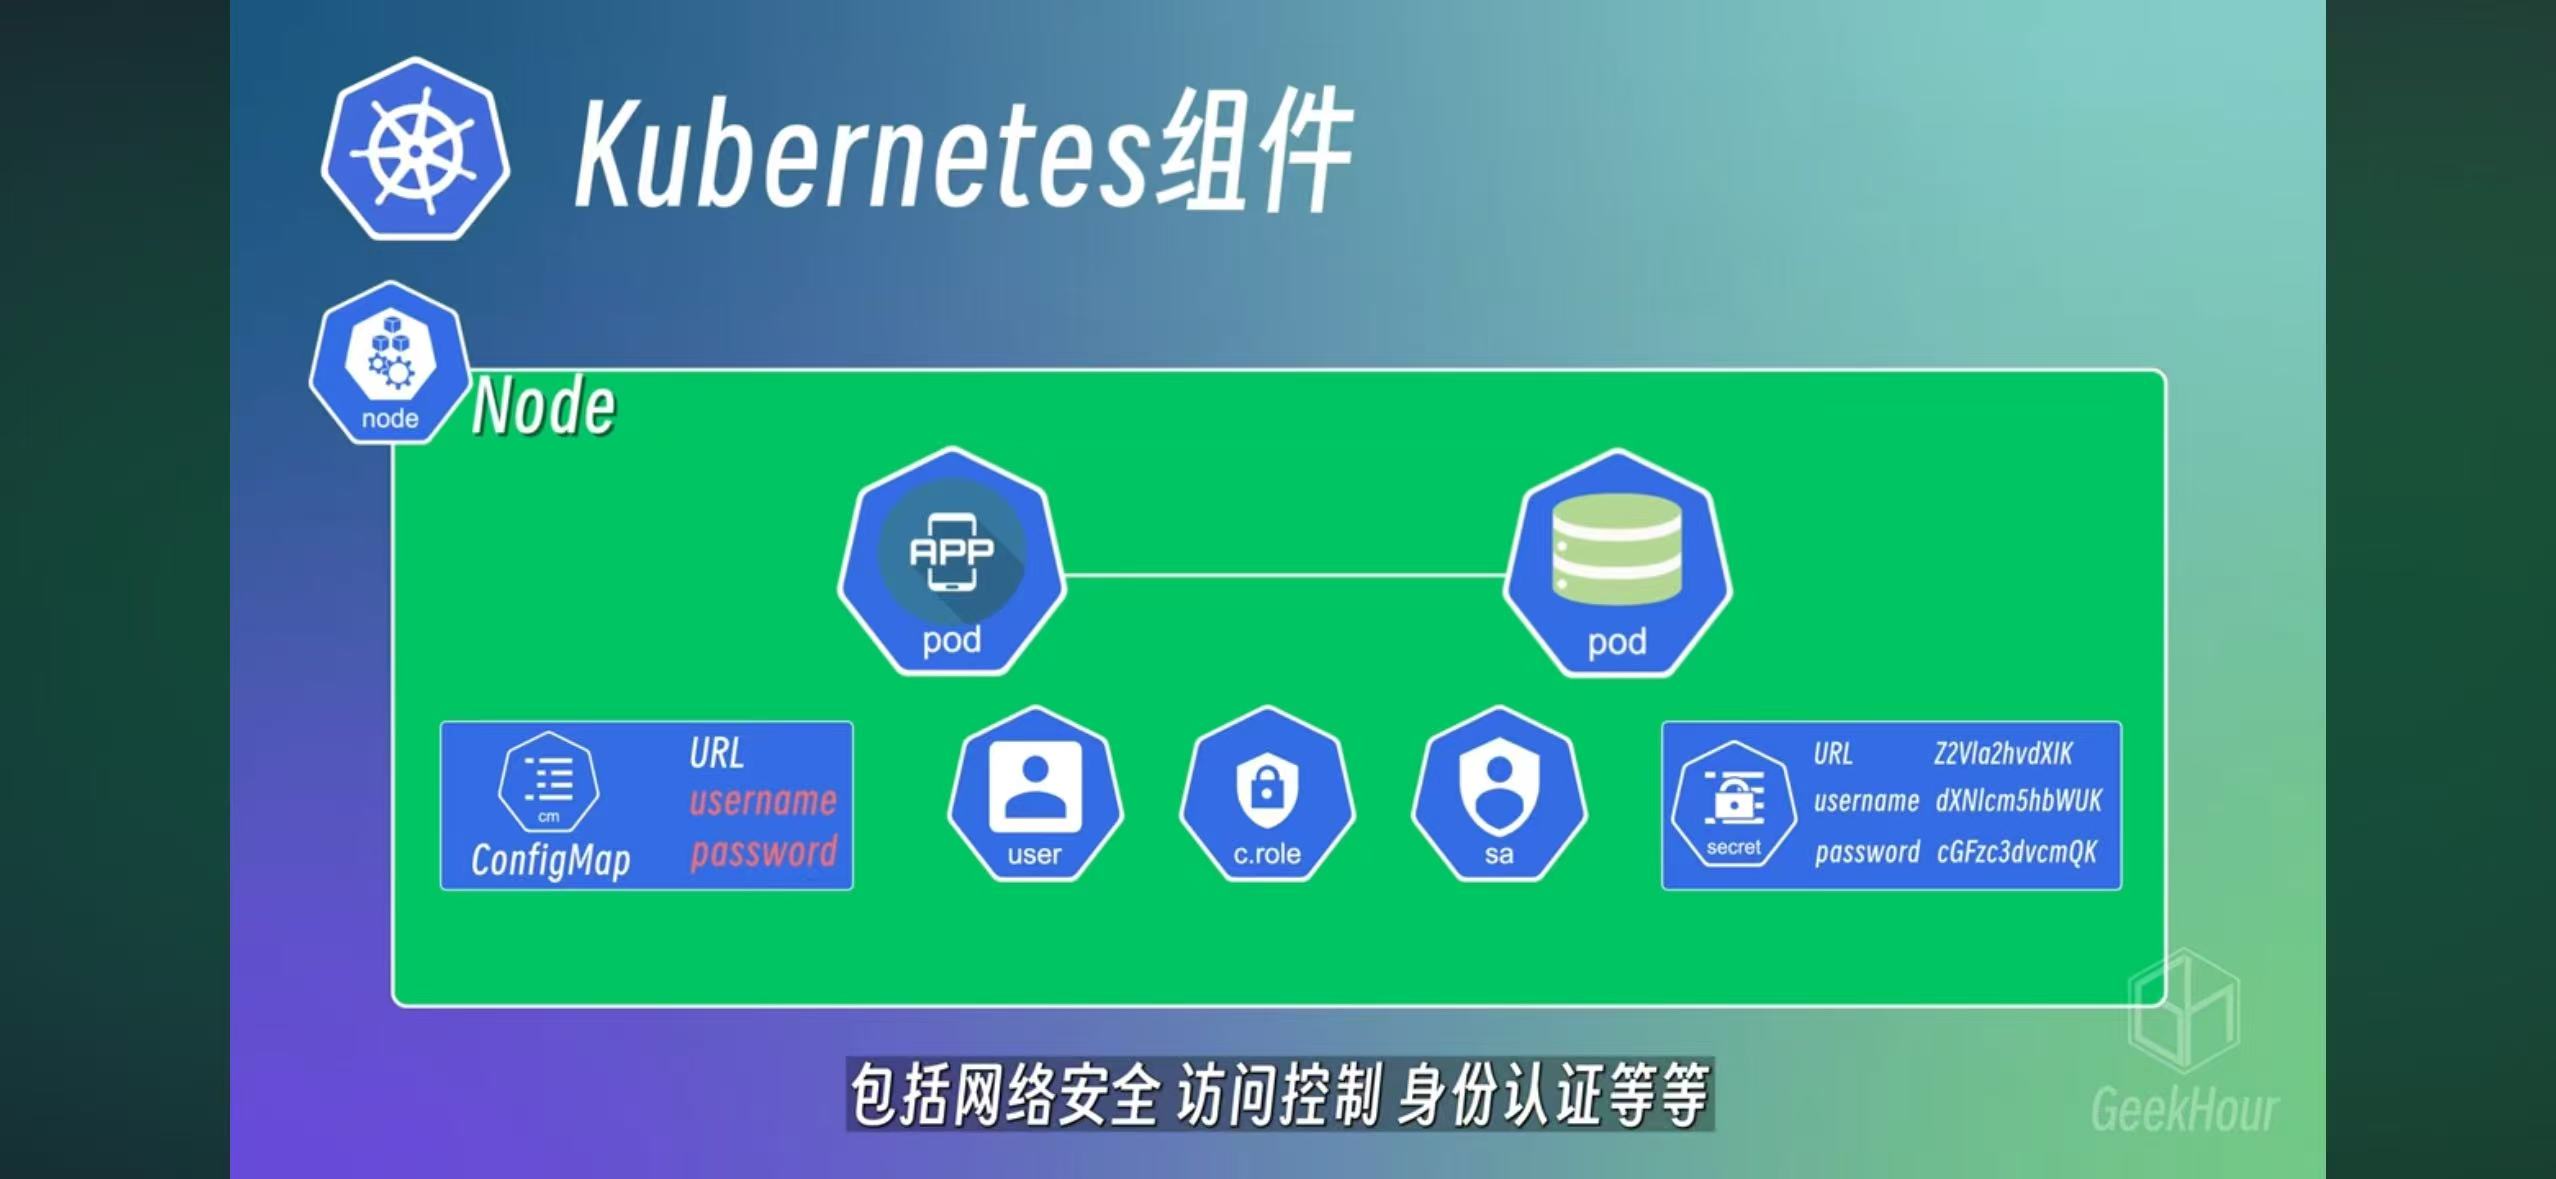 Kubernetes组件
node
Node
APP
pod
pod
cm
ConfigMap
URL
username
password
user
c.role
sa
secret
URL Z2Vla2hvdXIK
username dXNlcm5hbWUK
password cGFzc3dvcmQK
包括网络安全 访问控制 身份认证等等
GeekHour